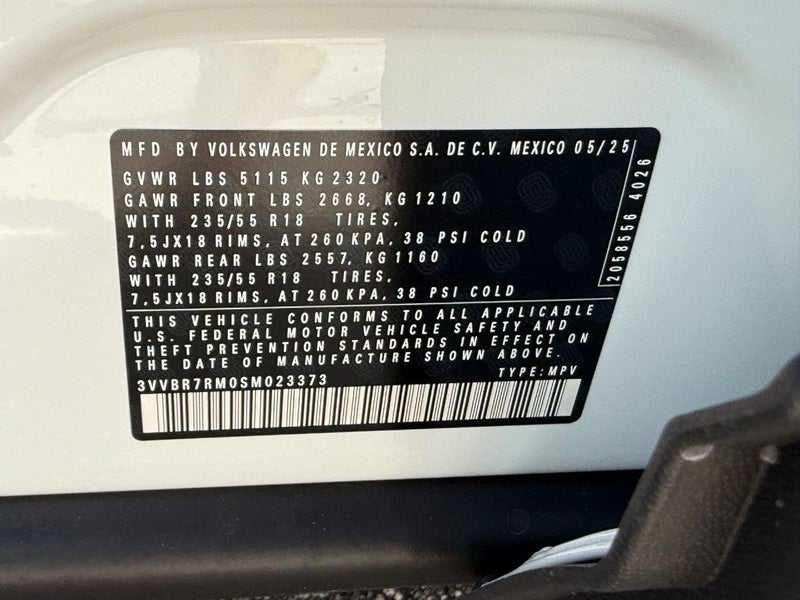 MFD BY VOLKSWAGEN DE MEXICO S.A. DE C.V. MEXICO 05/25
GVWR LBS 5115 KG 2320
GAWR FRONT LBS 2668, KG 1210
WITH 235/55 R18 TIRES,
7,5JX18 RIMS, AT 260 KPA, 38 PSI COLD
GAWR REAR LBS 2557, KG 1160
WITH 235/55 R18 TIRES,
7,5JX18 RIMS, AT 260 KPA, 38 PSI COLD
2058556 4026
THIS VEHICLE CONFORMS TO ALL APPLICABLE
U.S. FEDERAL MOTOR VEHICLE SAFETY AND
THEFT PREVENTION STANDARDS IN EFFECT ON
THE DATE OF MANUFACTURE SHOWN ABOVE.
3VVBR7RM0SM023373 TYPE: MPV